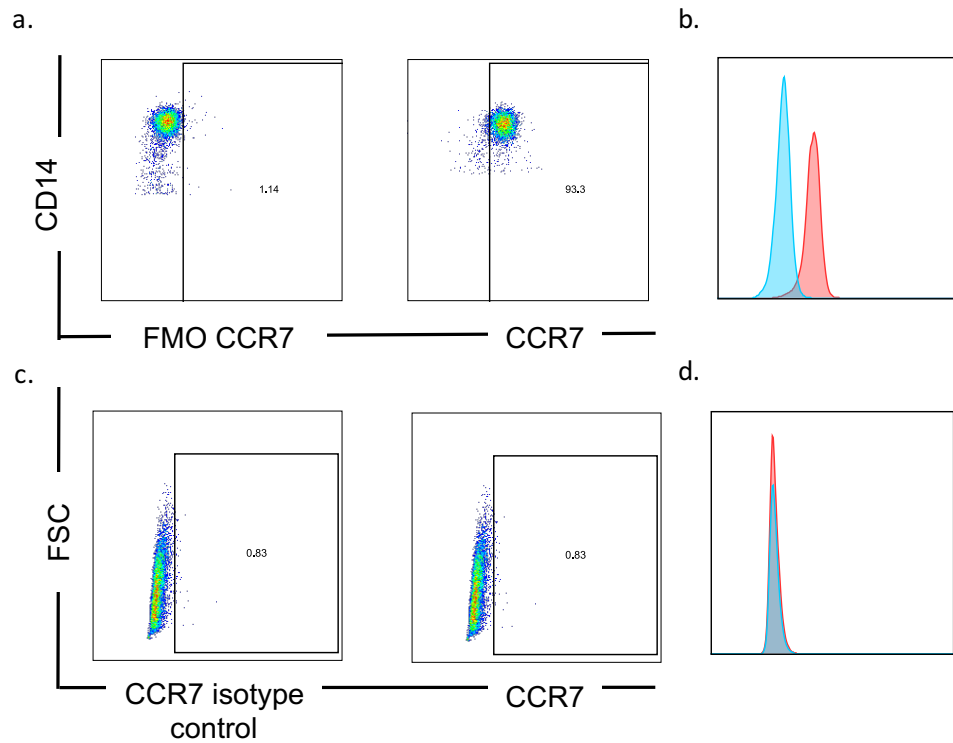 a.
b.
CD14
1.14
93.3
FMO CCR7
CCR7
c.
d.
FSC
0.83
0.83
CCR7 isotype
control
CCR7